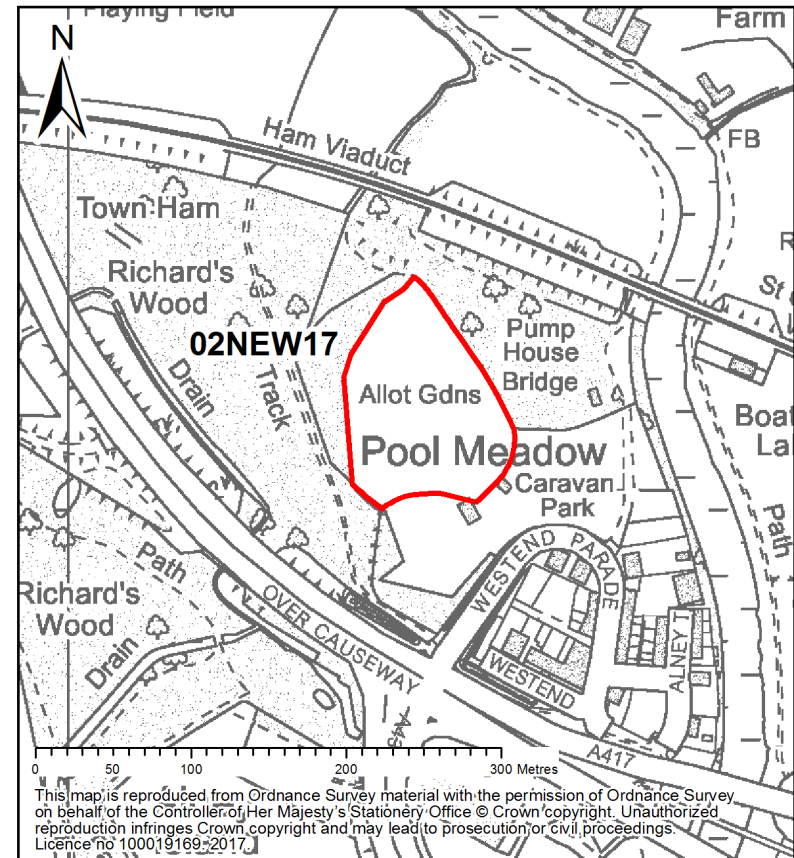 Playing Field
Farm
N
FB
Ham Viaduct
Town Ham
Richard's
Wood
St
02NEW17
Pump
House
Bridge
Drain
Track
Allot Gdns
Boat
Pool Meadow
Caravan
Park
Path
WESTEND PARADE
Path
Richard's
Wood
OVER CAUSEWAY
WESTEND
ALNEY T
Drain
A417
0 50 100 200 300 Metres
This map is reproduced from Ordnance Survey material with the permission of Ordnance Survey
on behalf of the Controller of Her Majesty's Stationery Office © Crown copyright. Unauthorized
reproduction infringes Crown copyright and may lead to prosecution or civil proceedings.
Licence no 100019169. 2017.